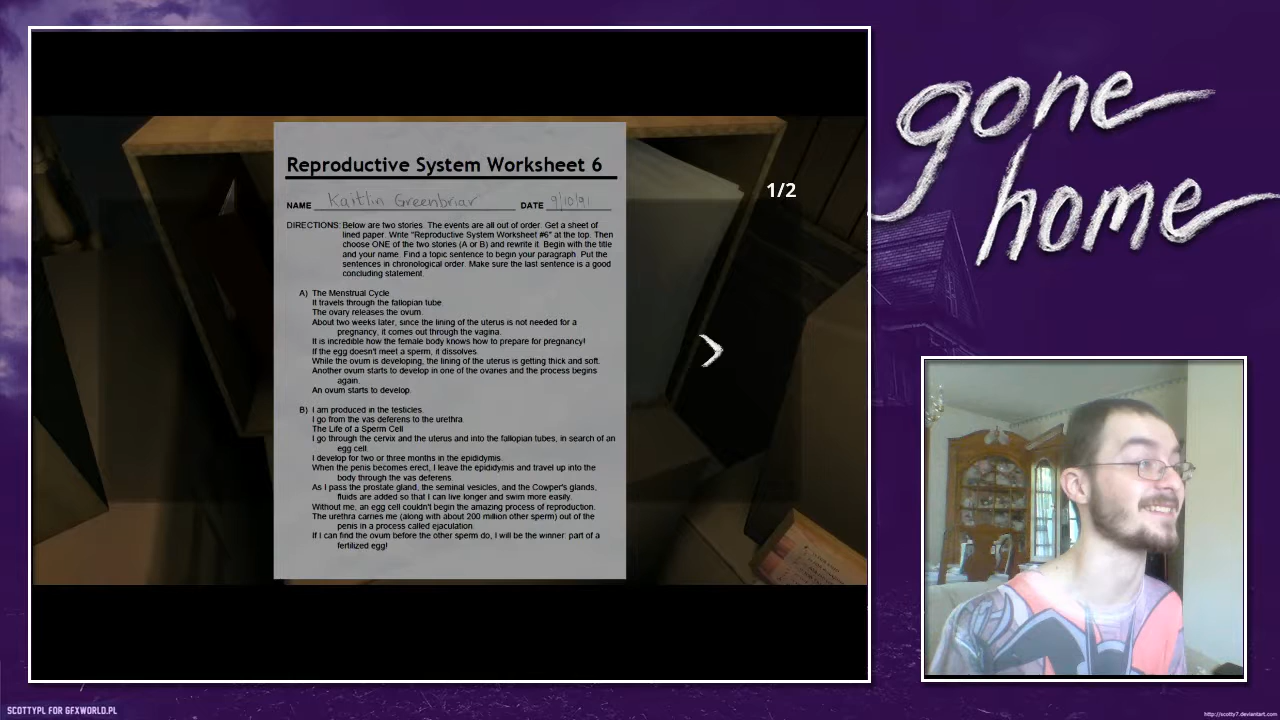 gone
home
Reproductive System Worksheet 6
1/2
NAME Kaitlin Greenbriar DATE 9/10/91
DIRECTIONS: Below are two stories. The events are all out of order. Get a sheet of
lined paper. Write "Reproductive System Worksheet #6" at the top. Then
choose ONE of the two stories (A or B) and rewrite it. Begin with the title
and your name. Find a topic sentence to begin your paragraph. Put the
sentences in chronological order. Make sure the last sentence is a good
concluding statement.
A) The Menstrual Cycle
It travels through the fallopian tube.
The ovary releases the ovum.
About two weeks later, since the lining of the uterus is not needed for a
pregnancy, it comes out through the vagina.
It is incredible how the female body knows how to prepare for pregnancy!
If the egg doesn't meet a sperm, it dissolves.
While the ovum is developing, the lining of the uterus is getting thick and soft.
Another ovum starts to develop in one of the ovaries and the process begins
again.
An ovum starts to develop.
B) I am produced in the testicles.
I go from the vas deferens to the urethra.
The Life of a Sperm Cell
I go through the cervix and the uterus and into the fallopian tubes, in search of an
egg cell.
I develop for two or three months in the epididymis.
When the penis becomes erect, I leave the epididymis and travel up into the
body through the vas deferens.
As I pass the prostate gland, the seminal vesicles, and the Cowper's glands,
fluids are added so that I can live longer and swim more easily.
Without me, an egg cell couldn't begin the amazing process of reproduction.
The urethra carries me (along with about 200 million other sperm) out of the
penis in a process called ejaculation.
If I can find the ovum before the other sperm do, I will be the winner: part of a
fertilized egg!
SCOTTYPL FOR GFXWORLD.PL
http://scotty7.deviantart.com